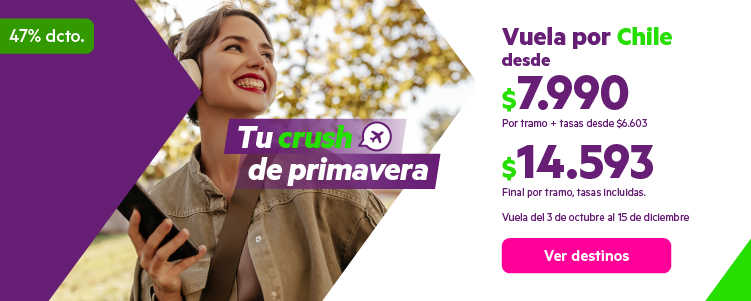 47% dcto.
Tu crush
de primavera
Vuela por Chile
desde
$7.990
Por tramo + tasas desde $6.603
$14.593
Final por tramo, tasas incluidas.
Vuela del 3 de octubre al 15 de diciembre
Ver destinos